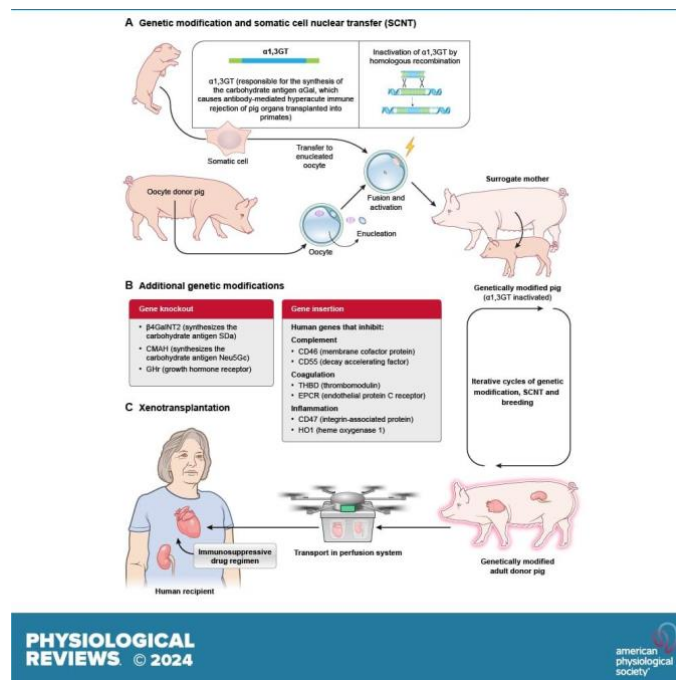 A Genetic modification and somatic cell nuclear transfer (SCNT)
α1,3GT
α1,3GT (responsible for the synthesis of
the carbohydrate antigen αGal, which
causes antibody-mediated hyperacute immune
rejection of pig organs transplanted into
primates)
Inactivation of α1,3GT by
homologous recombination
Somatic cell
Transfer to
enucleated
oocyte
Fusion and
activation
Oocyte donor pig
Oocyte
Enucleation
Surrogate mother
Genetically modified pig
(α1,3GT inactivated)
B Additional genetic modifications
Gene knockout
• β4GalNT2 (synthesizes the
carbohydrate antigen SDa)
• CMAH (synthesizes the
carbohydrate antigen Neu5Gc)
• GHr (growth hormone receptor)
Gene insertion
Human genes that inhibit:
Complement
• CD46 (membrane cofactor protein)
• CD55 (decay accelerating factor)
Coagulation
• THBD (thrombomodulin)
• EPCR (endothelial protein C receptor)
Inflammation
• CD47 (integrin-associated protein)
• HO1 (heme oxygenase 1)
Iterative cycles of genetic
modification, SCNT and
breeding
C Xenotransplantation
Immunosuppressive
drug regimen
Human recipient
Transport in perfusion system
Genetically modified
adult donor pig
PHYSIOLOGICAL
REVIEWS. © 2024
american
physiological
society